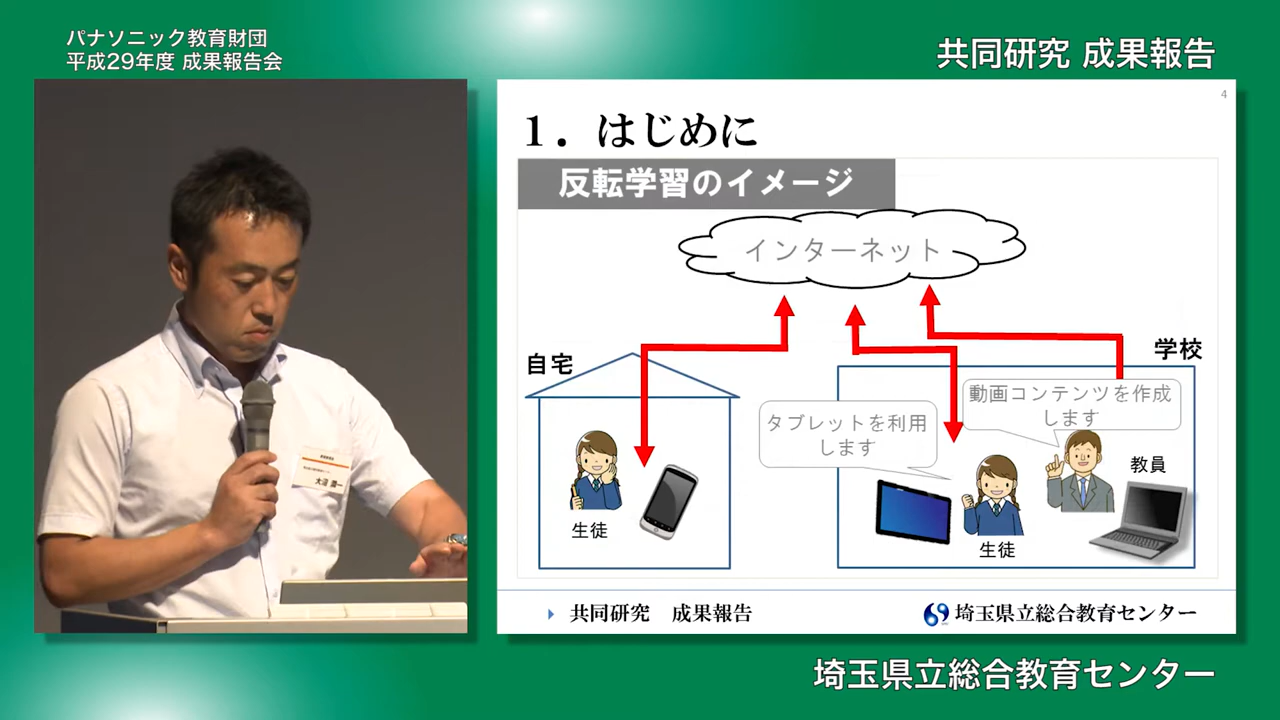 パナソニック教育財団
平成29年度 成果報告会
共同研究 成果報告
4
1．はじめに
反転学習のイメージ
インターネット
自宅
学校
動画コンテンツを作成
します
タブレットを利用
します
教員
生徒
生徒
共同研究　成果報告
埼玉県立総合教育センター
埼玉県立総合教育センター